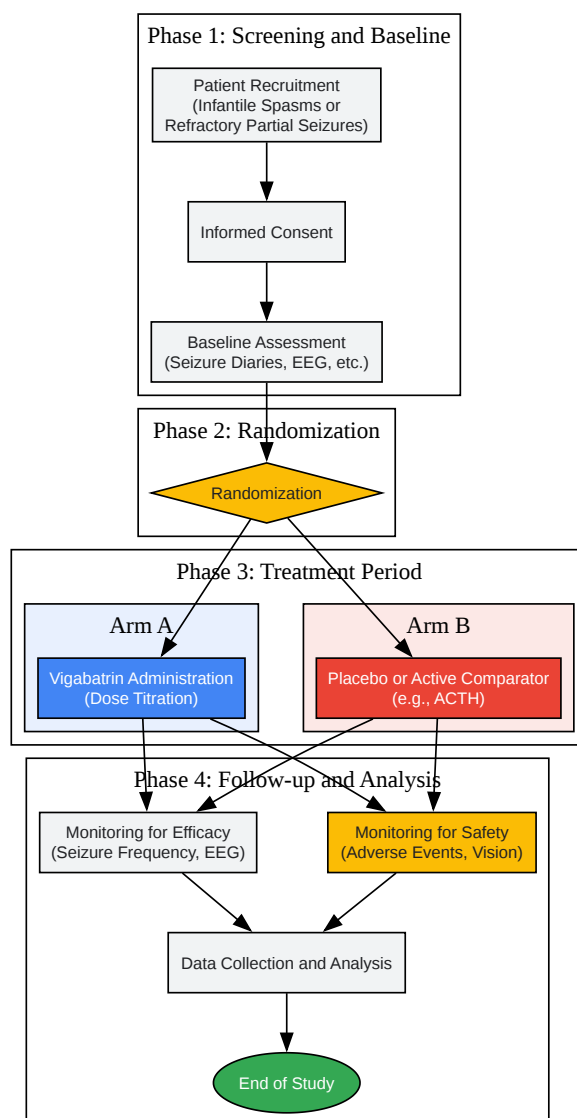 Phase 1: Screening and Baseline
Patient Recruitment
(Infantile Spasms or
Refractory Partial Seizures)
Informed Consent
Baseline Assessment
(Seizure Diaries, EEG, etc.)
Phase 2: Randomization
Randomization
Phase 3: Treatment Period
Arm A
Arm B
Vigabatrin Administration
(Dose Titration)
Placebo or Active Comparator
(e.g., ACTH)
Phase 4: Follow-up and Analysis
Monitoring for Efficacy
(Seizure Frequency, EEG)
Monitoring for Safety
(Adverse Events, Vision)
Data Collection and Analysis
End of Study